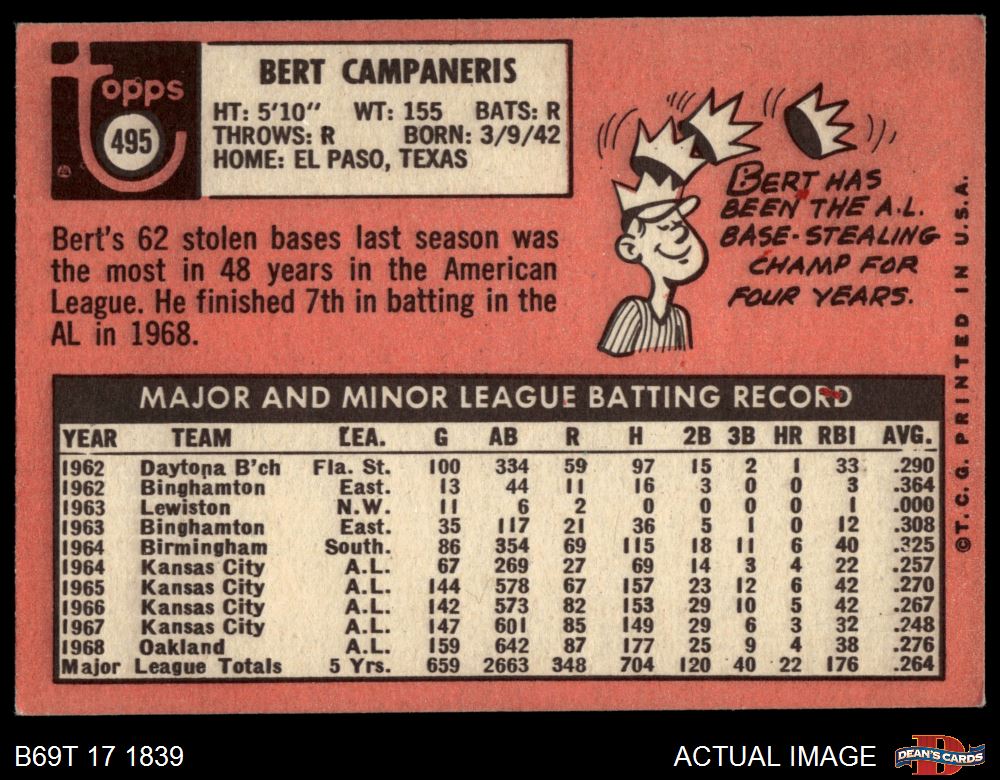 topps
495
BERT CAMPANERIS
HT: 5'10" WT: 155 BATS: R
THROWS: R BORN: 3/9/42
HOME: EL PASO, TEXAS
Bert's 62 stolen bases last season was
the most in 48 years in the American
League. He finished 7th in batting in the
AL in 1968.
BERT HAS
BEEN THE A.L.
BASE-STEALING
CHAMP FOR
FOUR YEARS.
©T.C.G. PRINTED IN U.S.A.
MAJOR AND MINOR LEAGUE BATTING RECORD
YEAR TEAM LEA. G AB R H 2B 3B HR RBI AVG.
1962 Daytona B'ch Fla. St. 100 334 59 97 15 2 1 33 .290
1962 Binghamton East. 13 44 11 16 3 0 0 3 .364
1963 Lewiston N.W. 11 6 2 0 0 0 0 1 .000
1963 Binghamton East. 35 117 21 36 5 1 0 12 .308
1964 Birmingham South. 86 354 69 115 18 11 6 40 .325
1964 Kansas City A.L. 67 269 27 69 14 3 4 22 .257
1965 Kansas City A.L. 144 578 67 157 23 12 6 42 .270
1966 Kansas City A.L. 142 573 82 153 29 10 5 42 .267
1967 Kansas City A.L. 147 601 85 149 29 6 3 32 .248
1968 Oakland A.L. 159 642 87 177 25 9 4 38 .276
Major League Totals 5 Yrs. 659 2663 348 704 120 40 22 176 .264
B69T 17 1839
ACTUAL IMAGE
DEAN'S CARDS